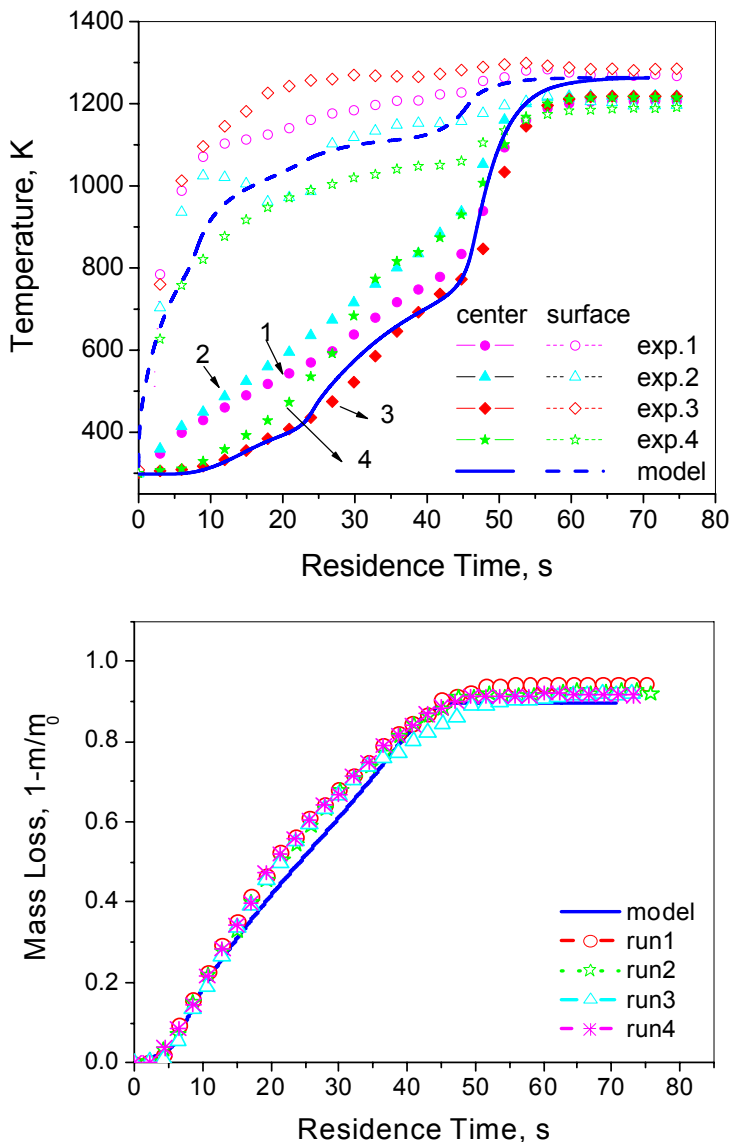 1400
1200
1000
800
600
400
Temperature, K
1
2
3
4
center surface
exp.1
exp.2
exp.3
exp.4
model
0 10 20 30 40 50 60 70 80
Residence Time, s
1.0
0.8
0.6
0.4
0.2
0.0
Mass Loss, 1-m/m0
model
run1
run2
run3
run4
0 10 20 30 40 50 60 70 80
Residence Time, s